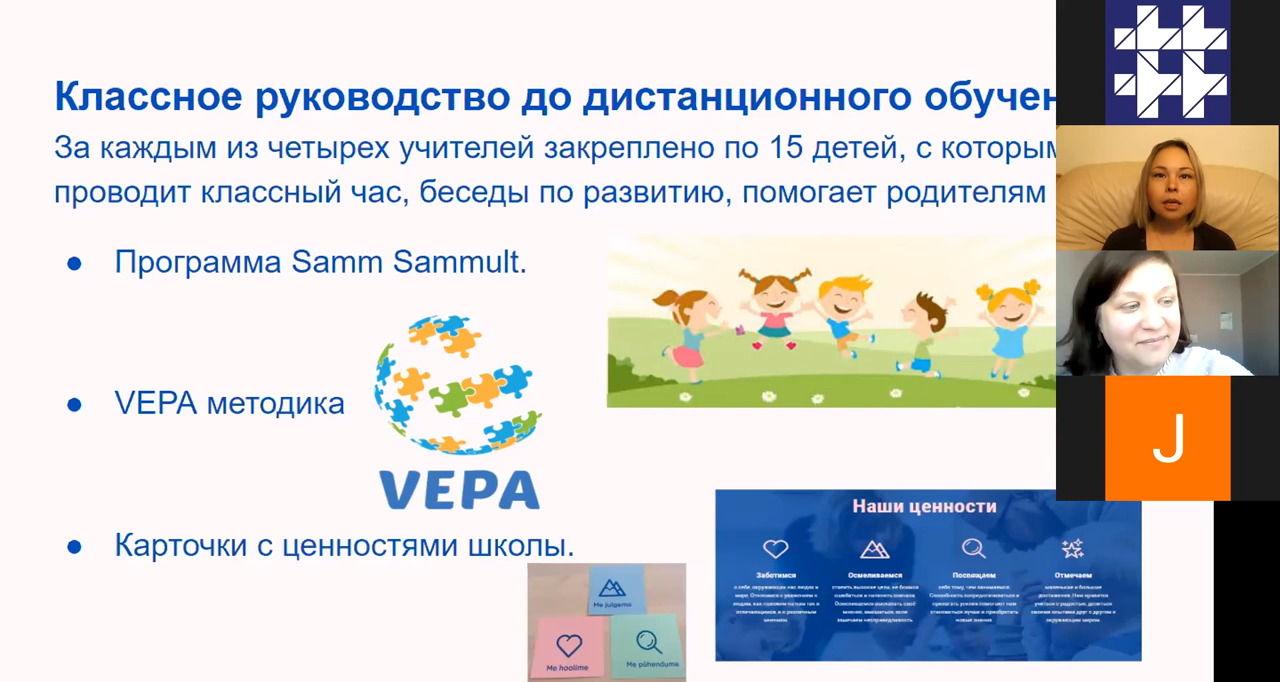 Классное руководство до дистанционного обучен
За каждым из четырех учителей закреплено по 15 детей, с которым
проводит классный час, беседы по развитию, помогает родителям
● Программа Samm Sammult.
● VEPA методика
VEPA
● Карточки с ценностями школы.
Me julgeme
Me hoolime
Me pühendume
Наши ценности
Заботимся
Осмеливаемся
Посвящаем
Отмечаем
J